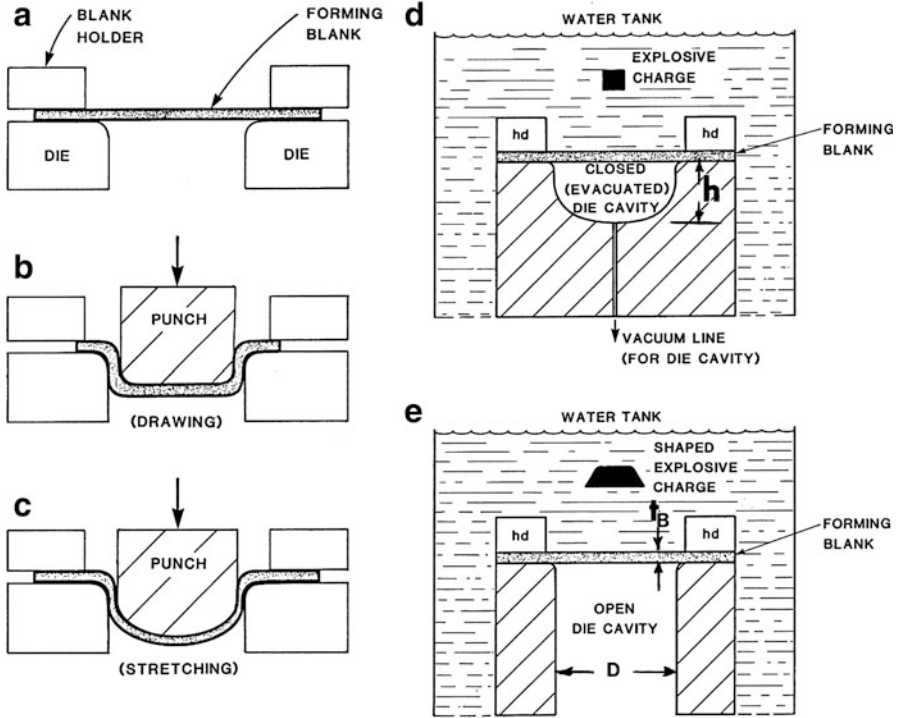 a
BLANK
HOLDER
FORMING
BLANK
DIE
DIE
b
PUNCH
(DRAWING)
c
PUNCH
(STRETCHING)
d
WATER TANK
EXPLOSIVE
CHARGE
hd
hd
FORMING
BLANK
CLOSED
(EVACUATED)
DIE CAVITY
h
VACUUM LINE
(FOR DIE CAVITY)
e
WATER TANK
SHAPED
EXPLOSIVE
CHARGE
tB
hd
hd
FORMING
BLANK
OPEN
DIE CAVITY
D